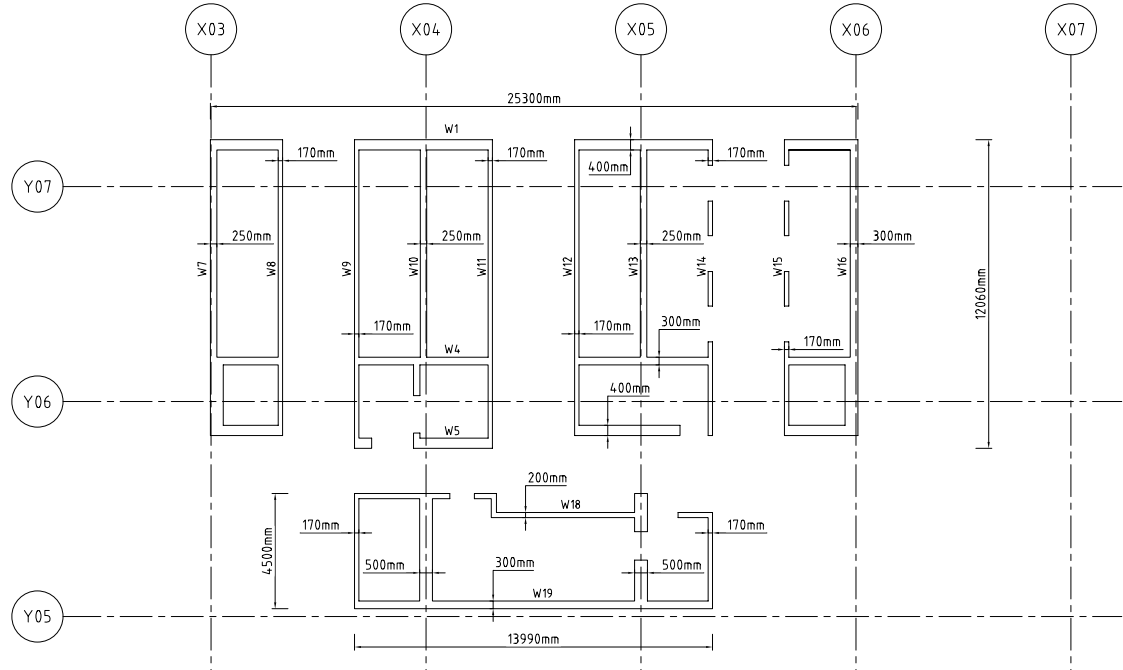 X03 X04 X05 X06 X07
25300mm
W1
170mm 170mm 170mm
400mm
Y07
250mm 250mm 250mm 300mm
W7 W8 W9 W10 W11 W12 W13 W14 W15 W16
12060mm
170mm 170mm 300mm
W4 170mm
400mm
Y06
W5
200mm
W18
170mm 170mm
4500mm
500mm 300mm 500mm
W19
Y05
13990mm